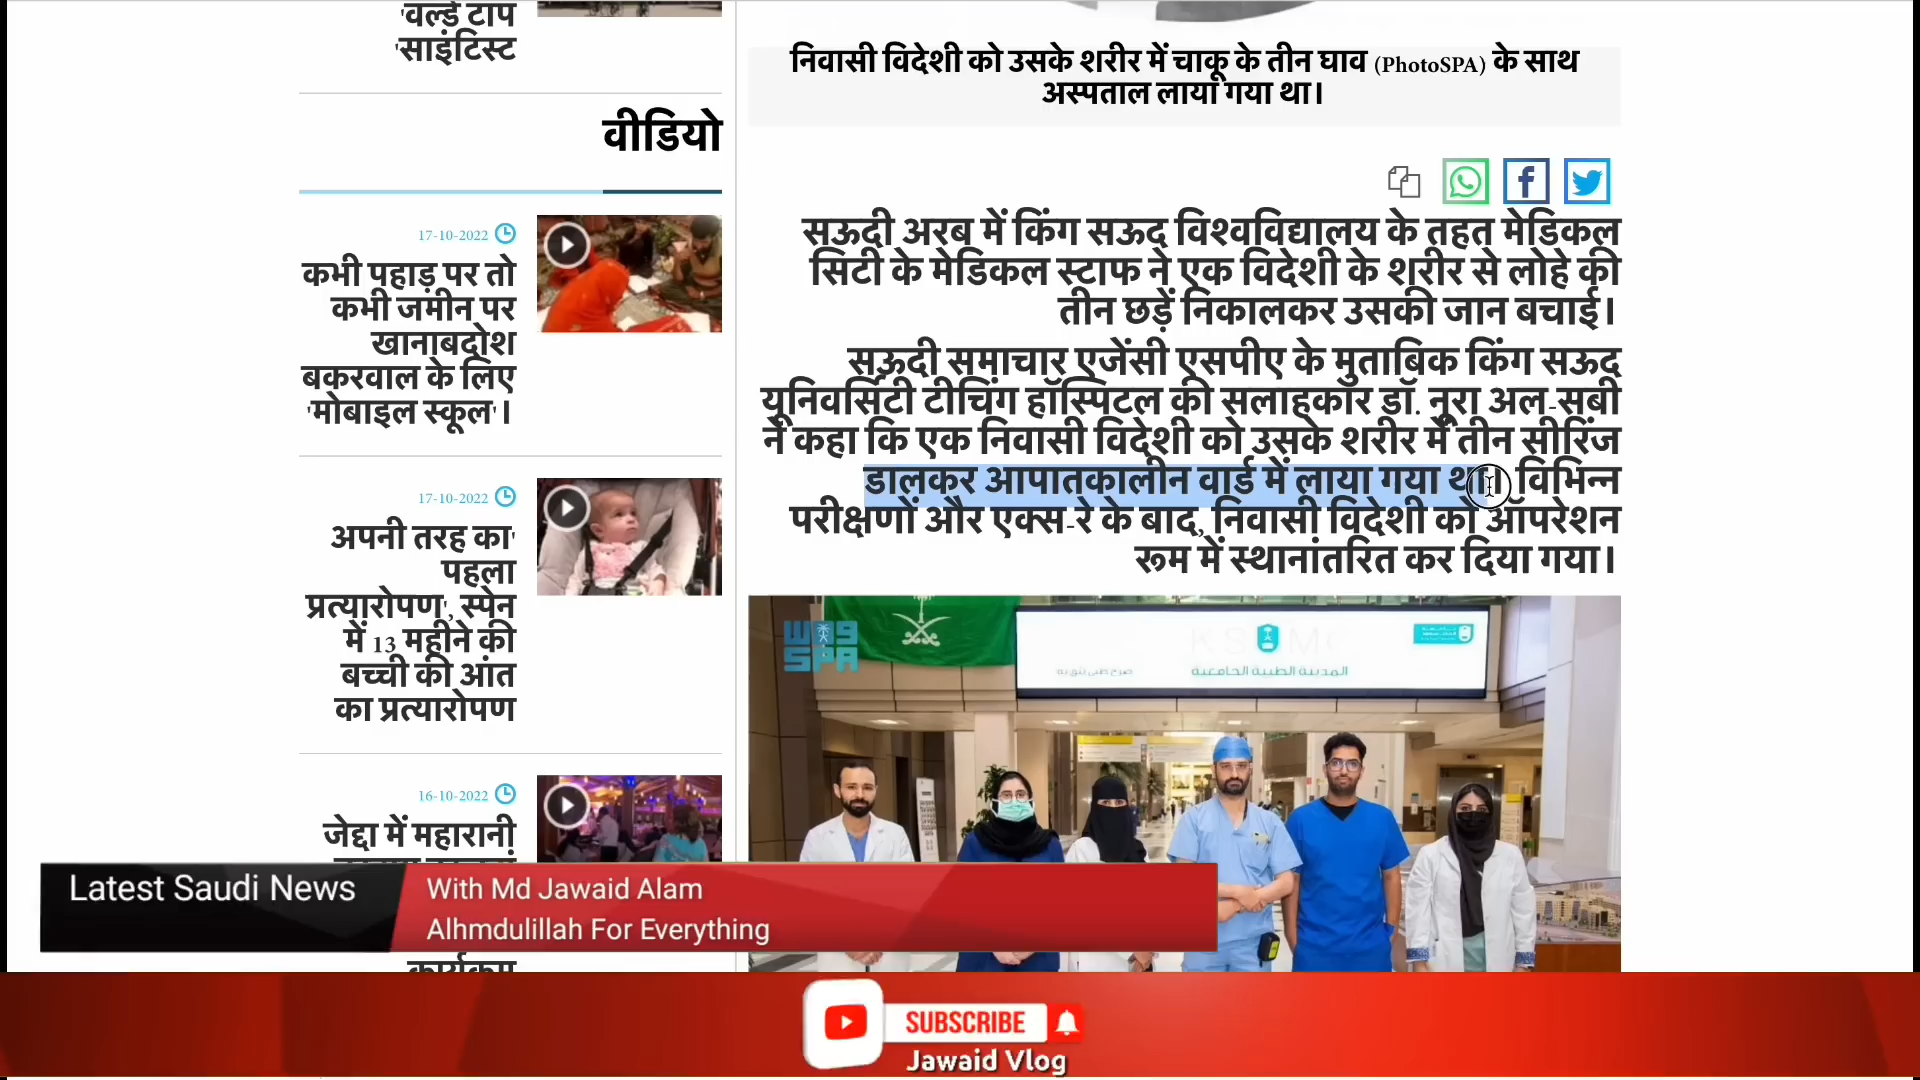 'वर्ल्ड टाप
'साइंटिस्ट
वीडियो
17-10-2022
कभी पहाड़ पर तो
कभी जमीन पर
खानाबदोश
बकरवाल के लिए
'मोबाइल स्कूल'।
17-10-2022
अपनी तरह का'
पहला
प्रत्यारोपण', स्पेन
में 13 महीने की
बच्ची की आंत
का प्रत्यारोपण
16-10-2022
जेद्दा में महारानी
निवासी विदेशी को उसके शरीर में चाकू के तीन घाव (PhotoSPA) के साथ
अस्पताल लाया गया था।
सऊदी अरब में किंग सऊद विश्वविद्यालय के तहत मेडिकल
सिटी के मेडिकल स्टाफ ने एक विदेशी के शरीर से लोहे की
तीन छड़ें निकालकर उसकी जान बचाई।
सऊदी समाचार एजेंसी एसपीए के मुताबिक किंग सऊद
यूनिवर्सिटी टीचिंग हॉस्पिटल की सलाहकार डॉ. नूरा अल-सबी
ने कहा कि एक निवासी विदेशी को उसके शरीर में तीन सीरिंज
डालकर आपातकालीन वार्ड में लाया गया था। विभिन्न
परीक्षणों और एक्स-रे के बाद, निवासी विदेशी को ऑपरेशन
रूम में स्थानांतरित कर दिया गया।
واس
SPA
KSUMC
المدينة الطبية الجامعية
Latest Saudi News
With Md Jawaid Alam
Alhmdulillah For Everything
कार्यक्रम
SUBSCRIBE
Jawaid Vlog